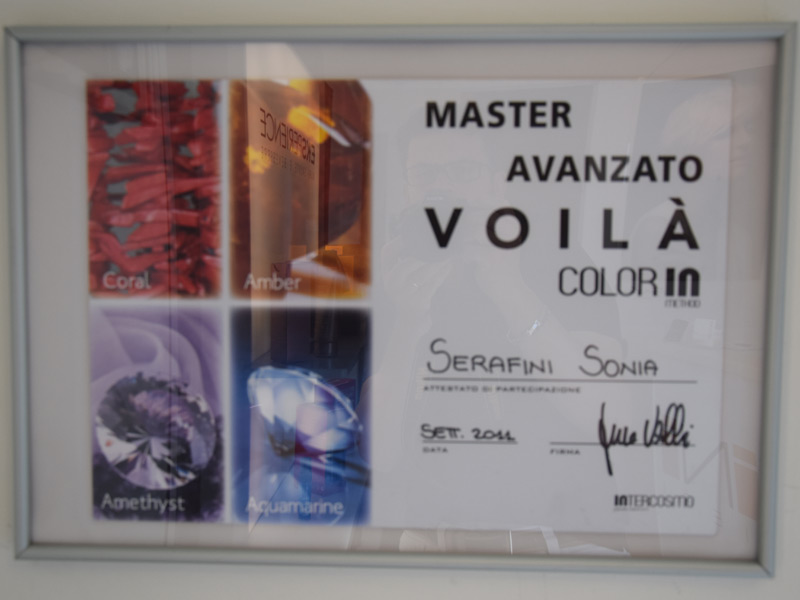 Coral
Amber
Amethyst
Aquamarine
MASTER
AVANZATO
VOILÀ
COLOR IN
METHOD
SERAFINI SONIA
ATTESTATO DI PARTECIPAZIONE
SETT. 2011
DATA
FIRMA
INTERCOSMO